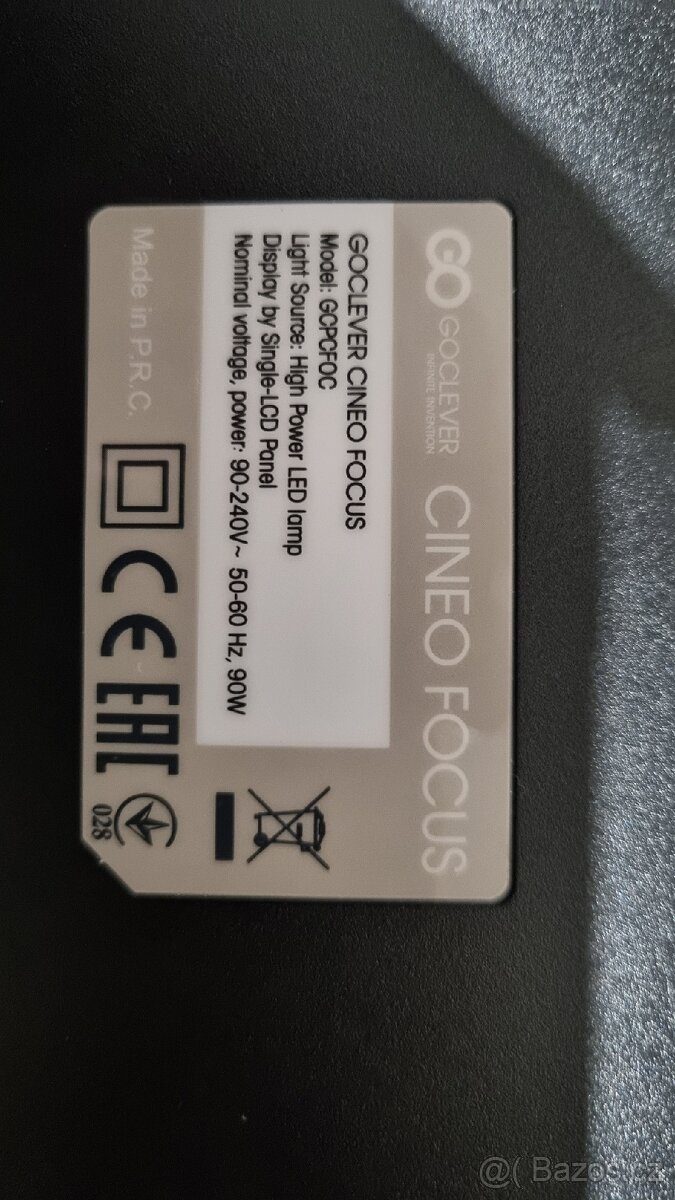 GO GOCLEVER
INFINITE INVENTION
CINEO FOCUS
GOCLEVER CINEO FOCUS
Model: GCPCFOC
Light Source: High Power LED lamp
Display by Single-LCD Panel
Nominal voltage, power: 90-240V~ 50-60 Hz, 90W
Made in P.R.C.
CE EAC
028
@( Bazos.cz